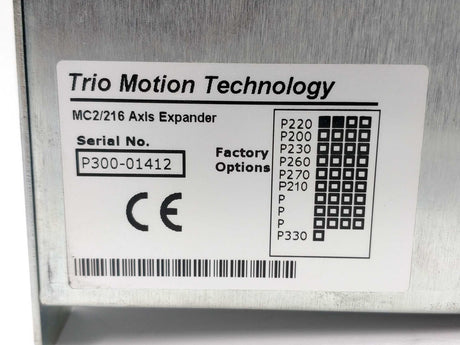 Trio Motion Technology
MC2/216 Axis Expander
Serial No.
P300-01412
Factory
Options
P220
P200
P230
P260
P270
P210
P
P
P
P330
CE